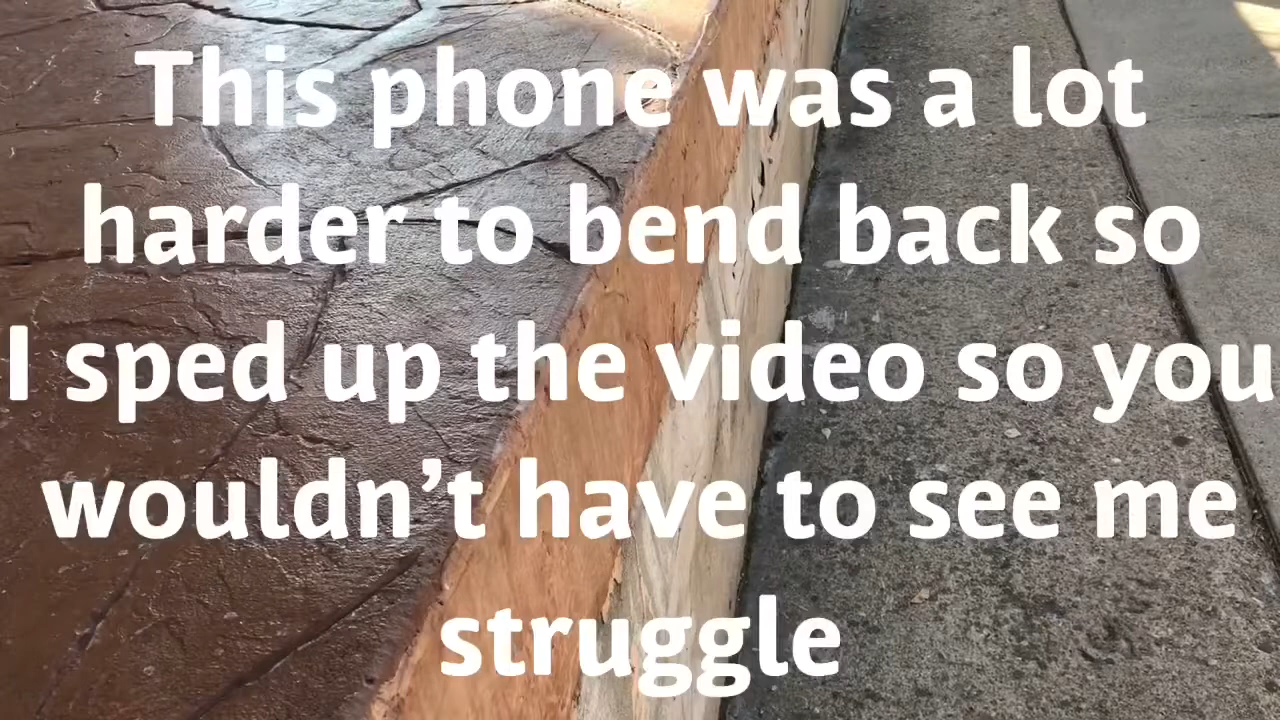 This phone was a lot
harder to bend back so
I sped up the video so you
wouldn’t have to see me
struggle